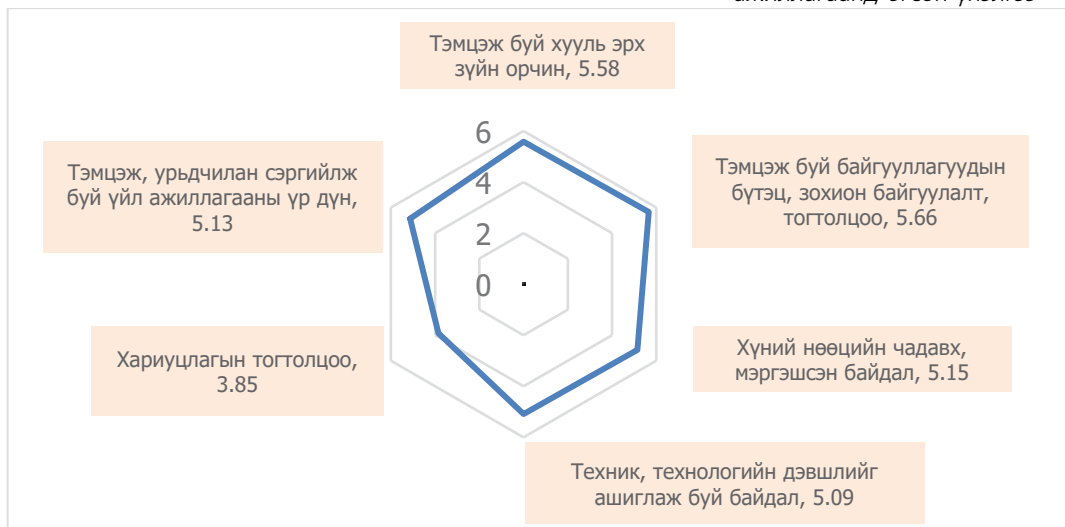 Тэмцэж буй хууль эрх
зүйн орчин, 5.58
Тэмцэж, урьдчилан сэргийлж
буй үйл ажиллагааны үр дүн,
5.13
6
4
2
0
Тэмцэж буй байгууллагуудын
бүтэц, зохион байгуулалт,
тогтолцоо, 5.66
Хариуцлагын тогтолцоо,
3.85
Хүний нөөцийн чадавх,
мэргэшсэн байдал, 5.15
Техник, технологийн дэвшлийг
ашиглаж буй байдал, 5.09